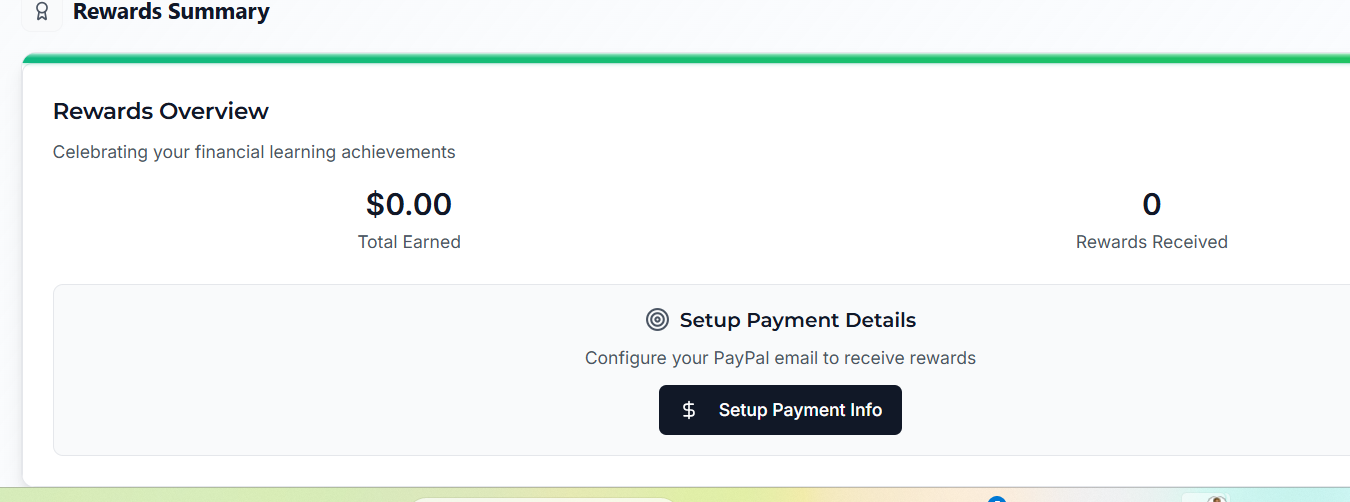 Rewards Summary
Rewards Overview
Celebrating your financial learning achievements
$0.00
0
Total Earned
Rewards Received
Setup Payment Details
Configure your PayPal email to receive rewards
$ Setup Payment Info